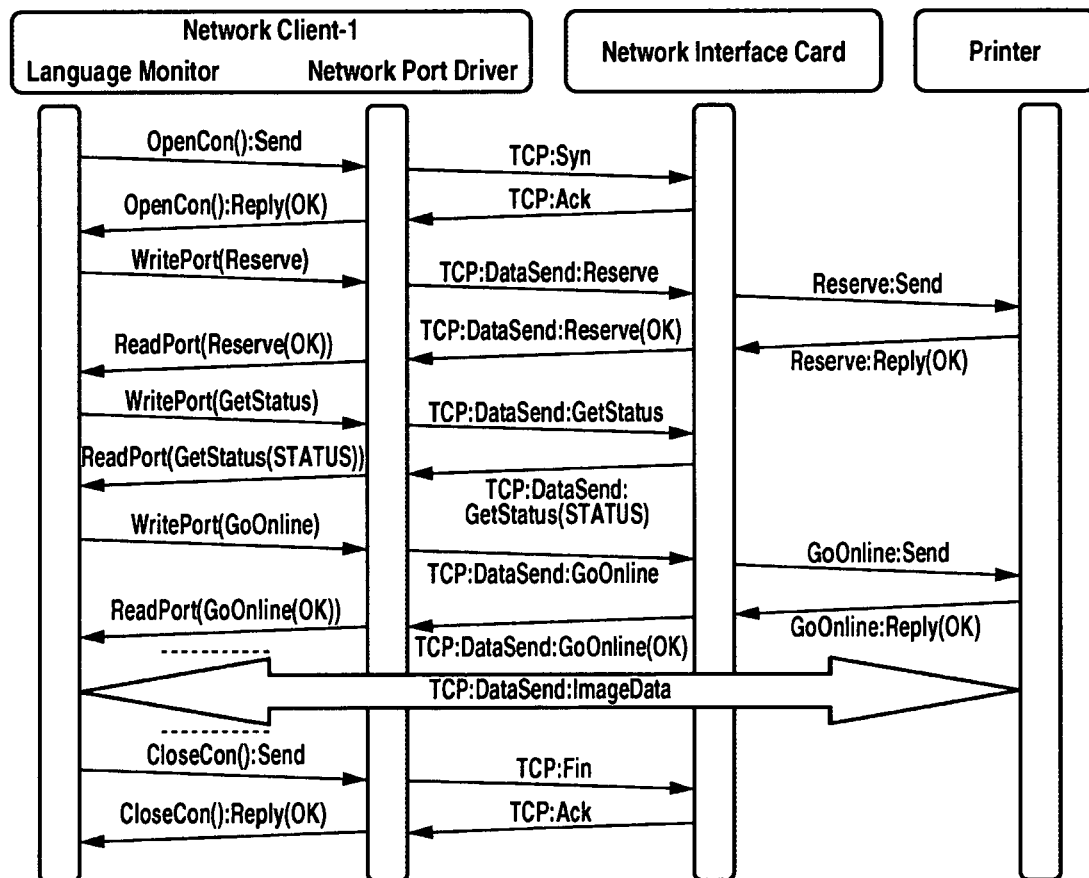 Network Client-1
Language Monitor
Network Port Driver
Network Interface Card
Printer
OpenCon():Send
TCP:Syn
TCP:Ack
OpenCon():Reply(OK)
WritePort(Reserve)
TCP:DataSend:Reserve
Reserve:Send
TCP:DataSend:Reserve(OK)
ReadPort(Reserve(OK))
Reserve:Reply(OK)
WritePort(GetStatus)
TCP:DataSend:GetStatus
ReadPort(GetStatus(STATUS))
TCP:DataSend:
GetStatus(STATUS)
WritePort(GoOnline)
GoOnline:Send
TCP:DataSend:GoOnline
ReadPort(GoOnline(OK))
GoOnline:Reply(OK)
TCP:DataSend:GoOnline(OK)
TCP:DataSend:ImageData
CloseCon():Send
TCP:Fin
CloseCon():Reply(OK)
TCP:Ack